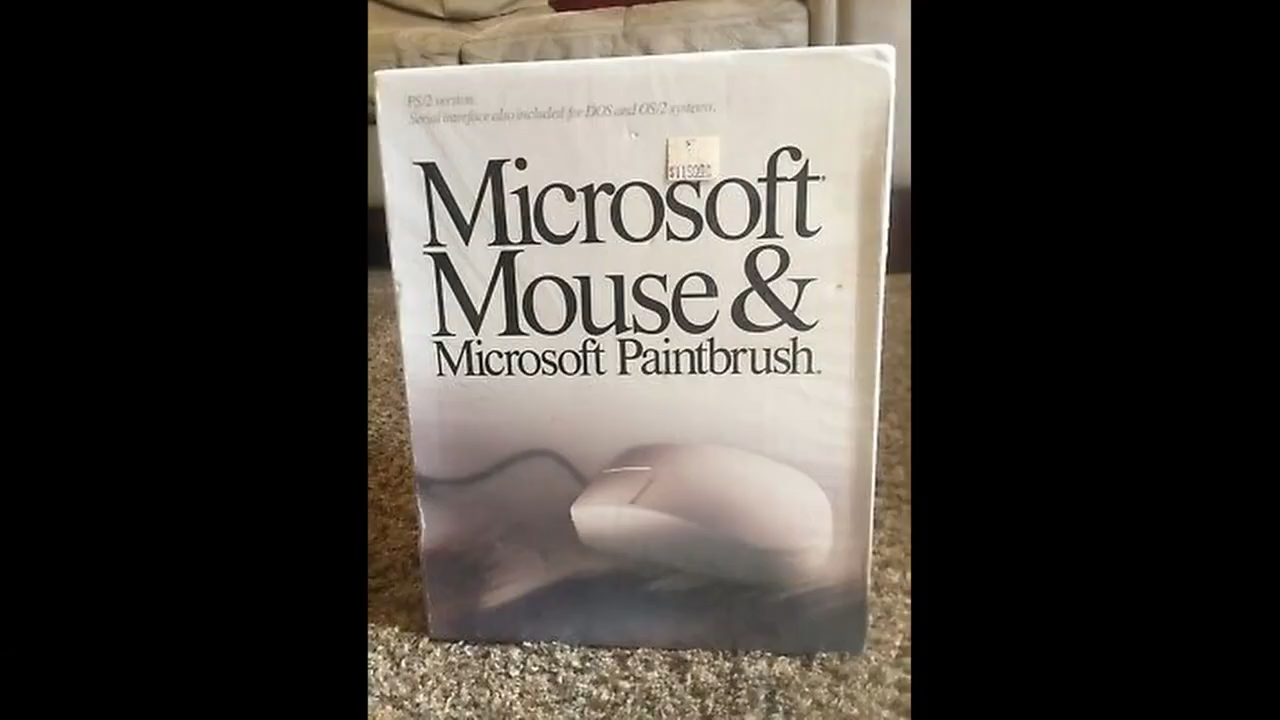 PS/2 version.
Serial interface also included for DOS and OS/2 systems.
Microsoft
Mouse &
Microsoft Paintbrush.